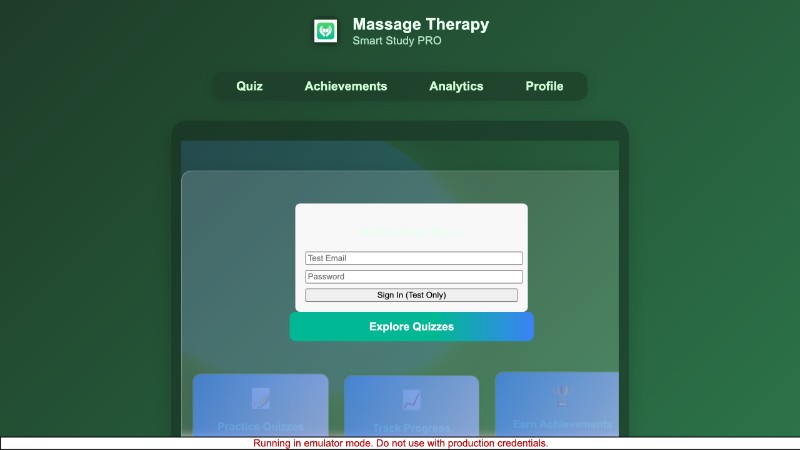 Massage Therapy
Smart Study PRO
Quiz
Achievements
Analytics
Profile
Test Email
Password
Sign In (Test Only)
Explore Quizzes
Practice Quizzes
Track Progress
Earn Achievements
Running in emulator mode. Do not use with production credentials.